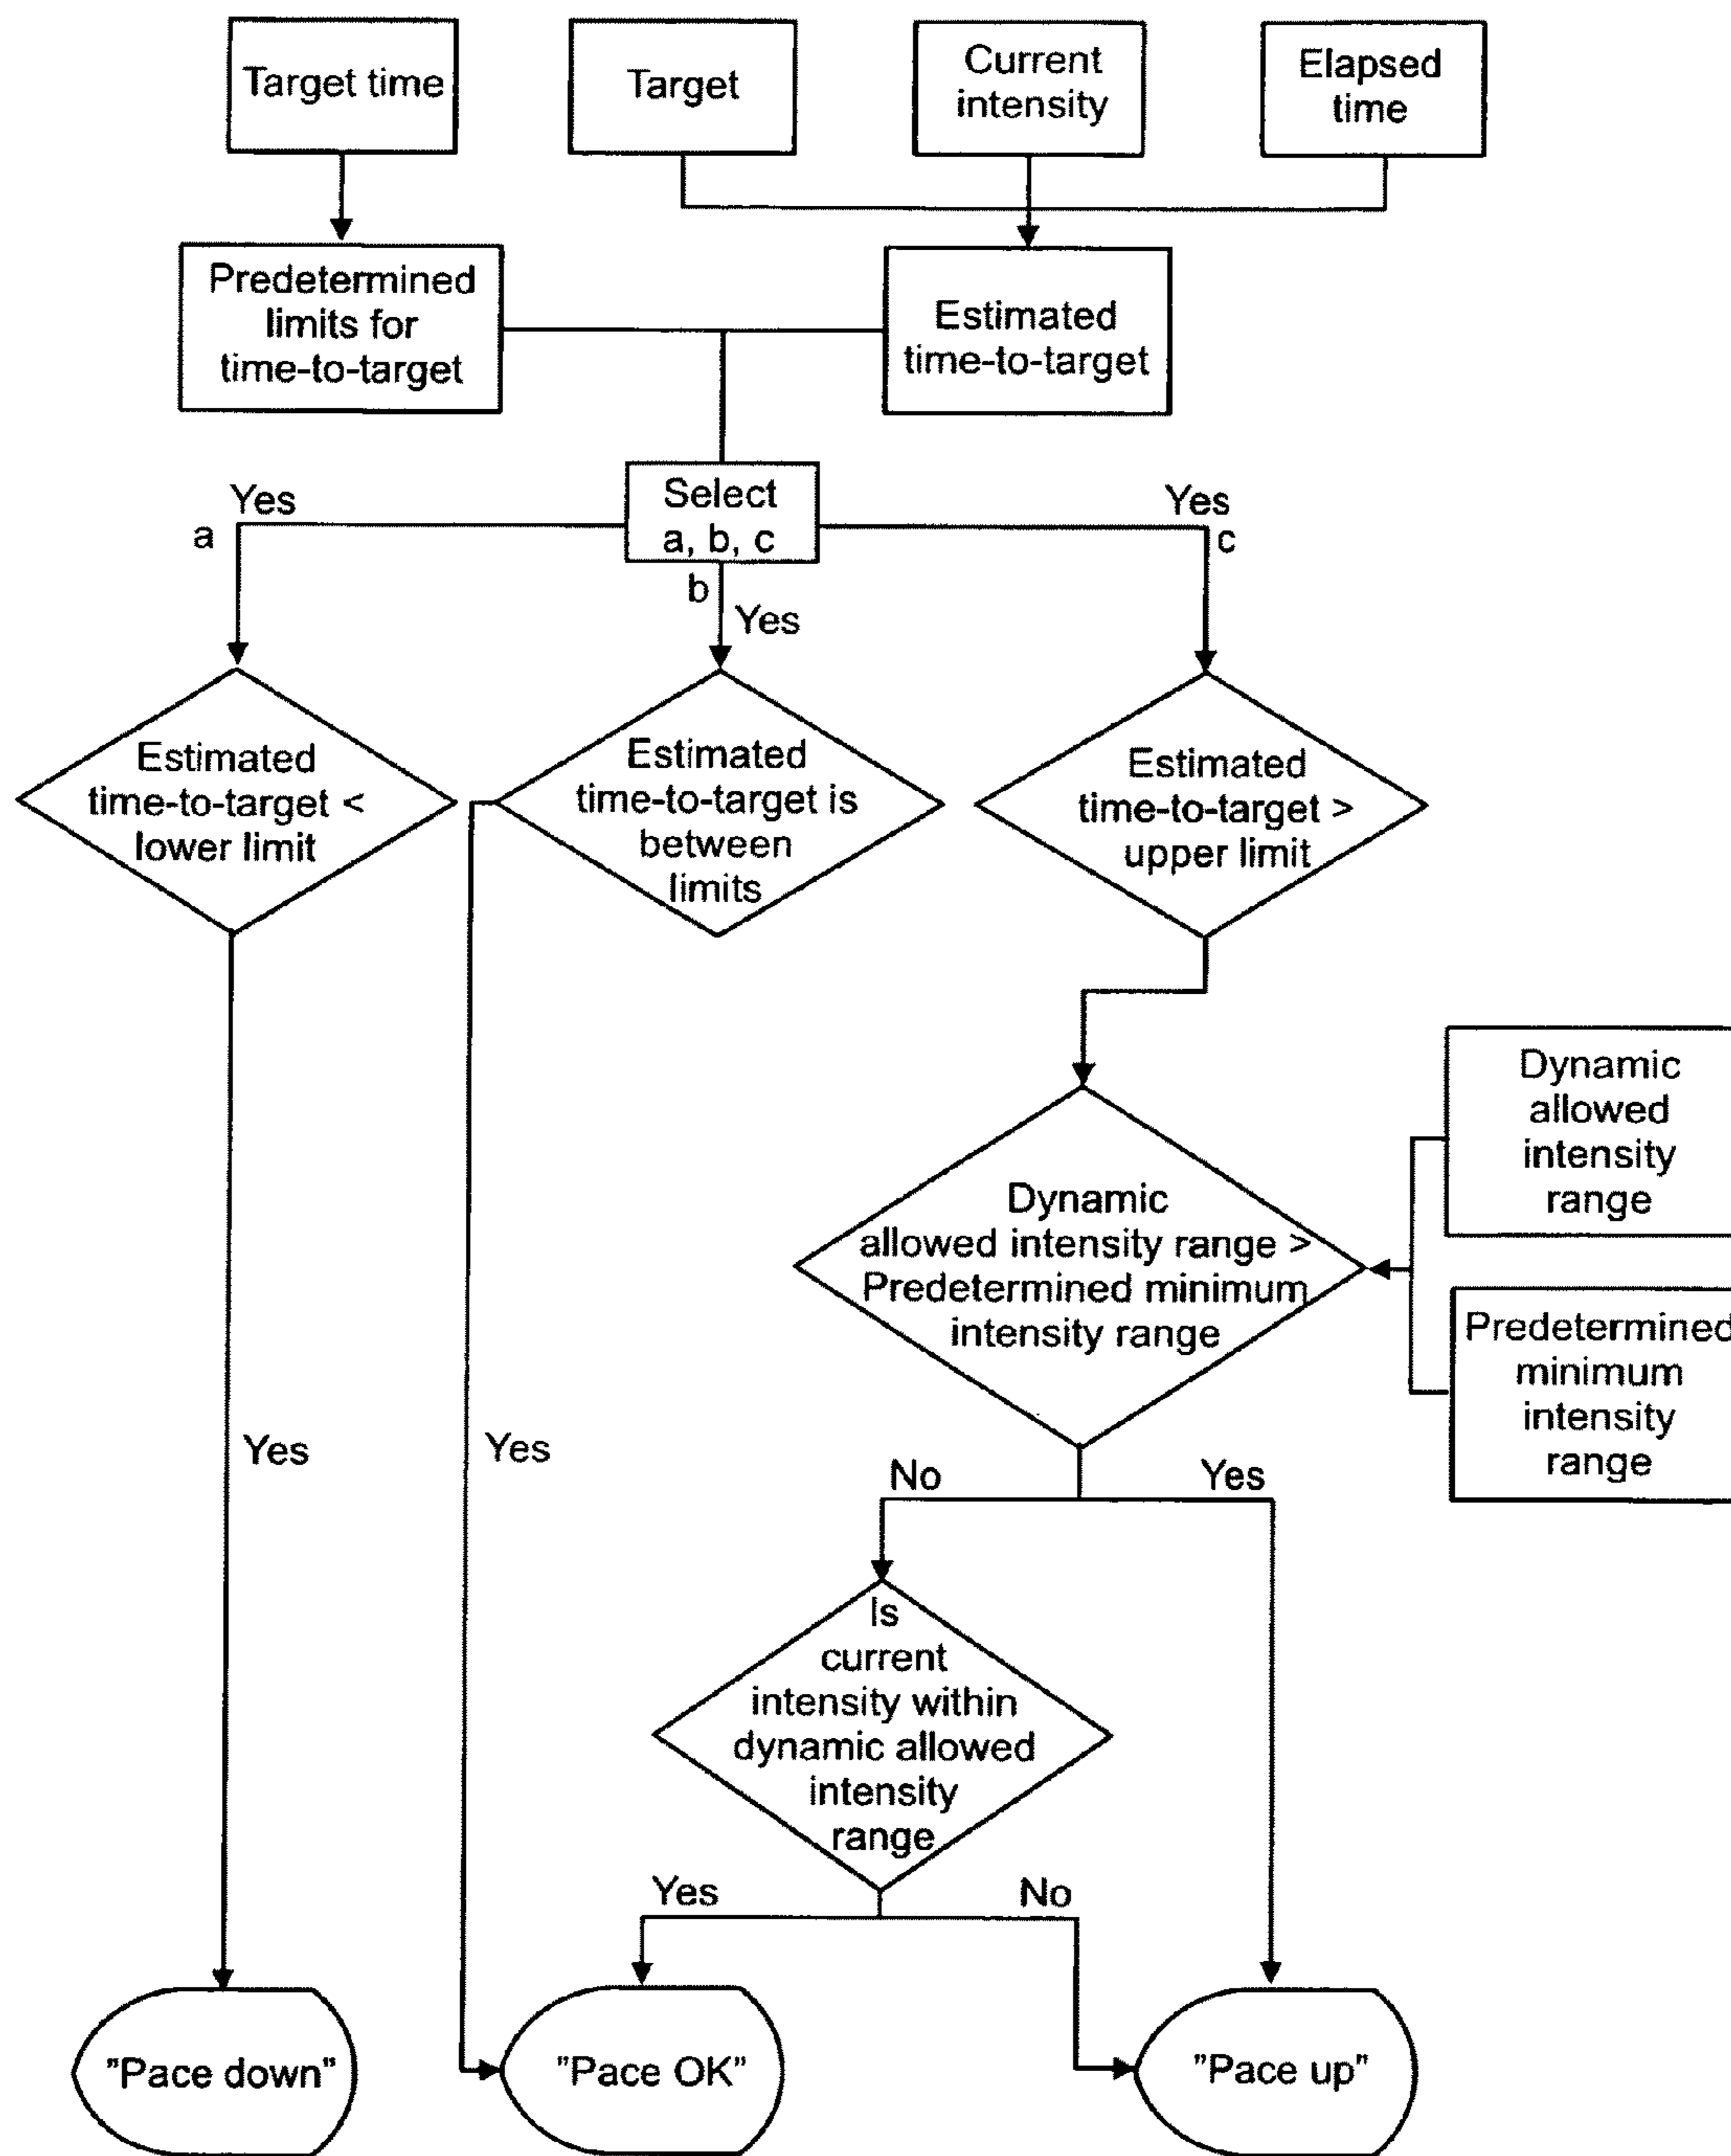 Target time
Target
Current
intensity
Elapsed
time
Predetermined
limits for
time-to-target
Estimated
time-to-target
Select
a, b, c
Yes
a
b
Yes
Yes
c
Estimated
time-to-target <
lower limit
Estimated
time-to-target is
between
limits
Estimated
time-to-target >
upper limit
Dynamic
allowed intensity range >
Predetermined minimum
intensity range
Dynamic
allowed
intensity
range
Predetermined
minimum
intensity
range
Yes
Yes
No
Yes
Is
current
intensity within
dynamic allowed
intensity
range
Yes
No
"Pace down"
"Pace OK"
"Pace up"